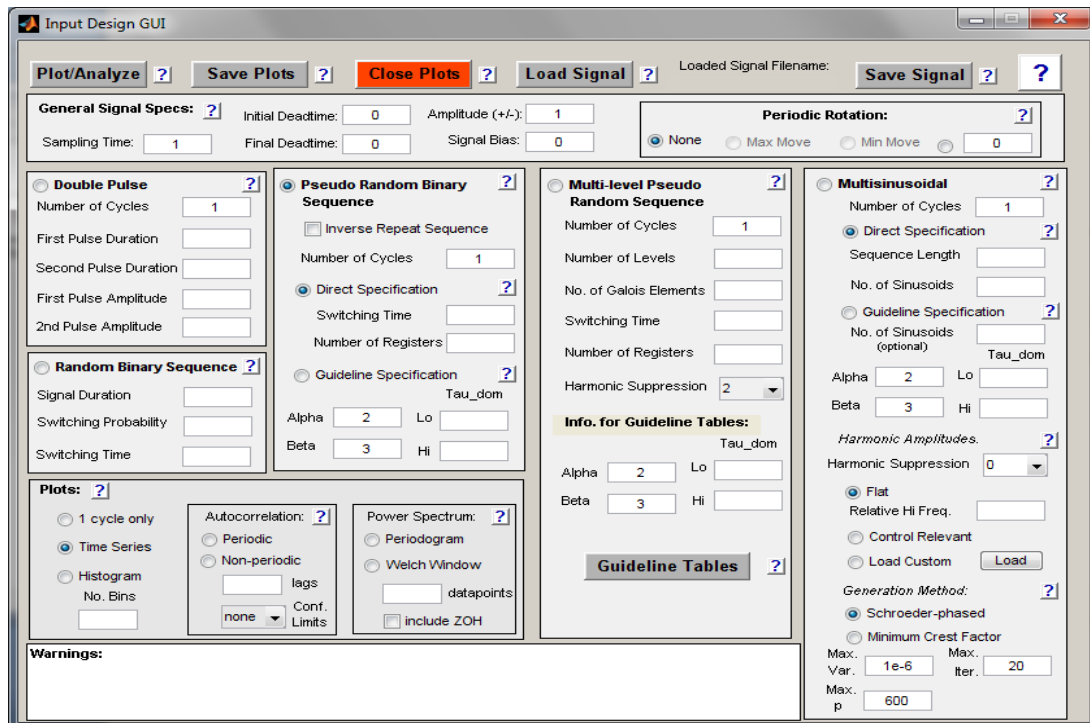 Input Design GUI
Plot/Analyze ? Save Plots ? Close Plots ? Load Signal ? Loaded Signal Filename: Save Signal ? ?
General Signal Specs: ? Initial Deadtime: 0 Amplitude (+/-): 1
Sampling Time: 1 Final Deadtime: 0 Signal Bias: 0
Periodic Rotation: ?
None Max Move Min Move 0
Double Pulse ?
Number of Cycles 1
First Pulse Duration
Second Pulse Duration
First Pulse Amplitude
2nd Pulse Amplitude
Random Binary Sequence ?
Signal Duration
Switching Probability
Switching Time
Pseudo Random Binary ?
Sequence
Inverse Repeat Sequence
Number of Cycles 1
Direct Specification ?
Switching Time
Number of Registers
Guideline Specification ?
Tau_dom
Alpha 2 Lo
Beta 3 Hi
Multi-level Pseudo ?
Random Sequence
Number of Cycles 1
Number of Levels
No. of Galois Elements
Switching Time
Number of Registers
Harmonic Suppression 2
Info. for Guideline Tables:
Tau_dom
Alpha 2 Lo
Beta 3 Hi
Guideline Tables ?
Multisinusoidal ?
Number of Cycles 1
Direct Specification ?
Sequence Length
No. of Sinusoids
Guideline Specification ?
No. of Sinusoids
(optional)
Tau_dom
Alpha 2 Lo
Beta 3 Hi
Harmonic Amplitudes. ?
Harmonic Suppression 0
Flat
Relative Hi Freq.
Control Relevant
Load Custom Load
Generation Method: ?
Schroeder-phased
Minimum Crest Factor
Max. Var. 1e-6 Max. Iter. 20
Max. p 600
Plots: ?
1 cycle only
Time Series
Histogram
No. Bins
Autocorrelation: ?
Periodic
Non-periodic
lags
none Conf. Limits
Power Spectrum: ?
Periodogram
Welch Window
datapoints
include ZOH
Warnings: